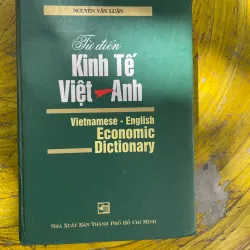 NGUYỄN VĂN LUẬN
Từ điển
Kinh Tế
Việt Anh
Vietnamese - English
Economic
Dictionary
NHÀ XUẤT BẢN THÀNH PHỐ HỒ CHÍ MINH